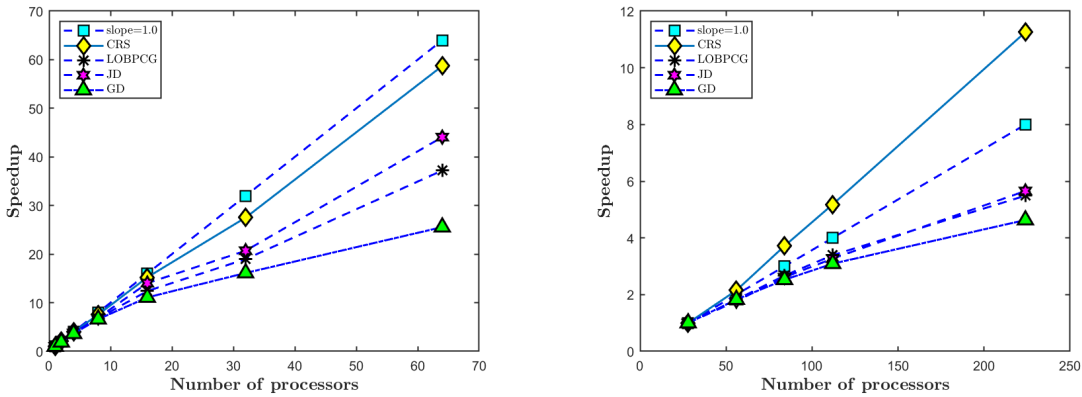 70
60
50
40
30
20
10
0
0 10 20 30 40 50 60 70
Speedup
Number of processors
slope=1.0
CRS
LOBPCG
JD
GD
12
10
8
6
4
2
0
0 50 100 150 200 250
Speedup
Number of processors
slope=1.0
CRS
LOBPCG
JD
GD